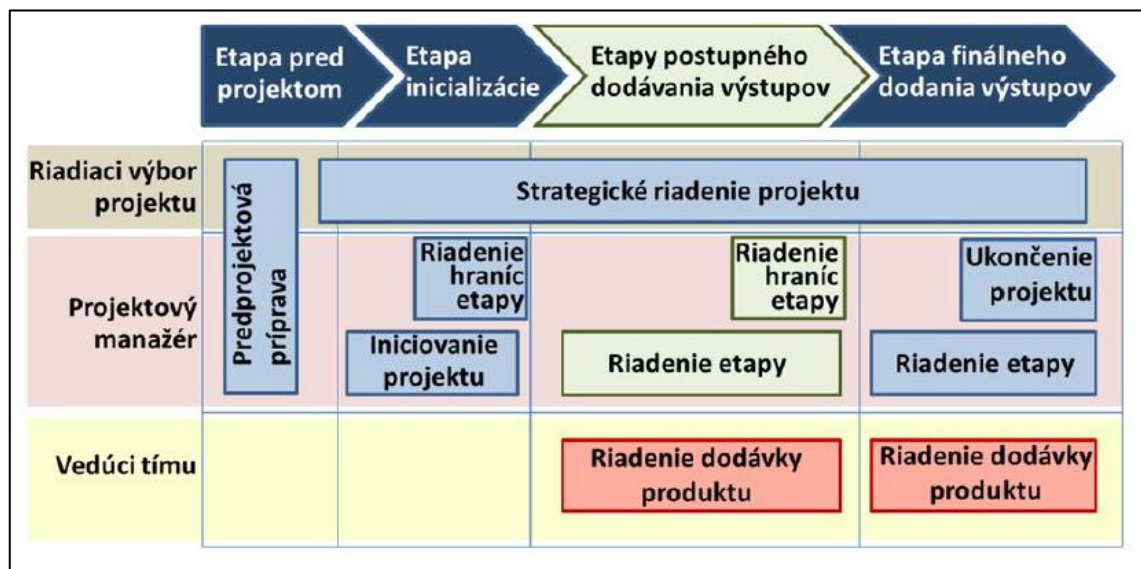 Etapa pred
projektom
Etapa
inicializácie
Etapy postupného
dodávania výstupov
Etapa finálneho
dodania výstupov
Riadiaci výbor
projektu
Predprojektová
príprava
Strategické riadenie projektu
Projektový
manažér
Riadenie
hraníc
etapy
Riadenie
hraníc
etapy
Ukončenie
projektu
Iniciovanie
projektu
Riadenie etapy
Riadenie etapy
Vedúci tímu
Riadenie dodávky
produktu
Riadenie dodávky
produktu